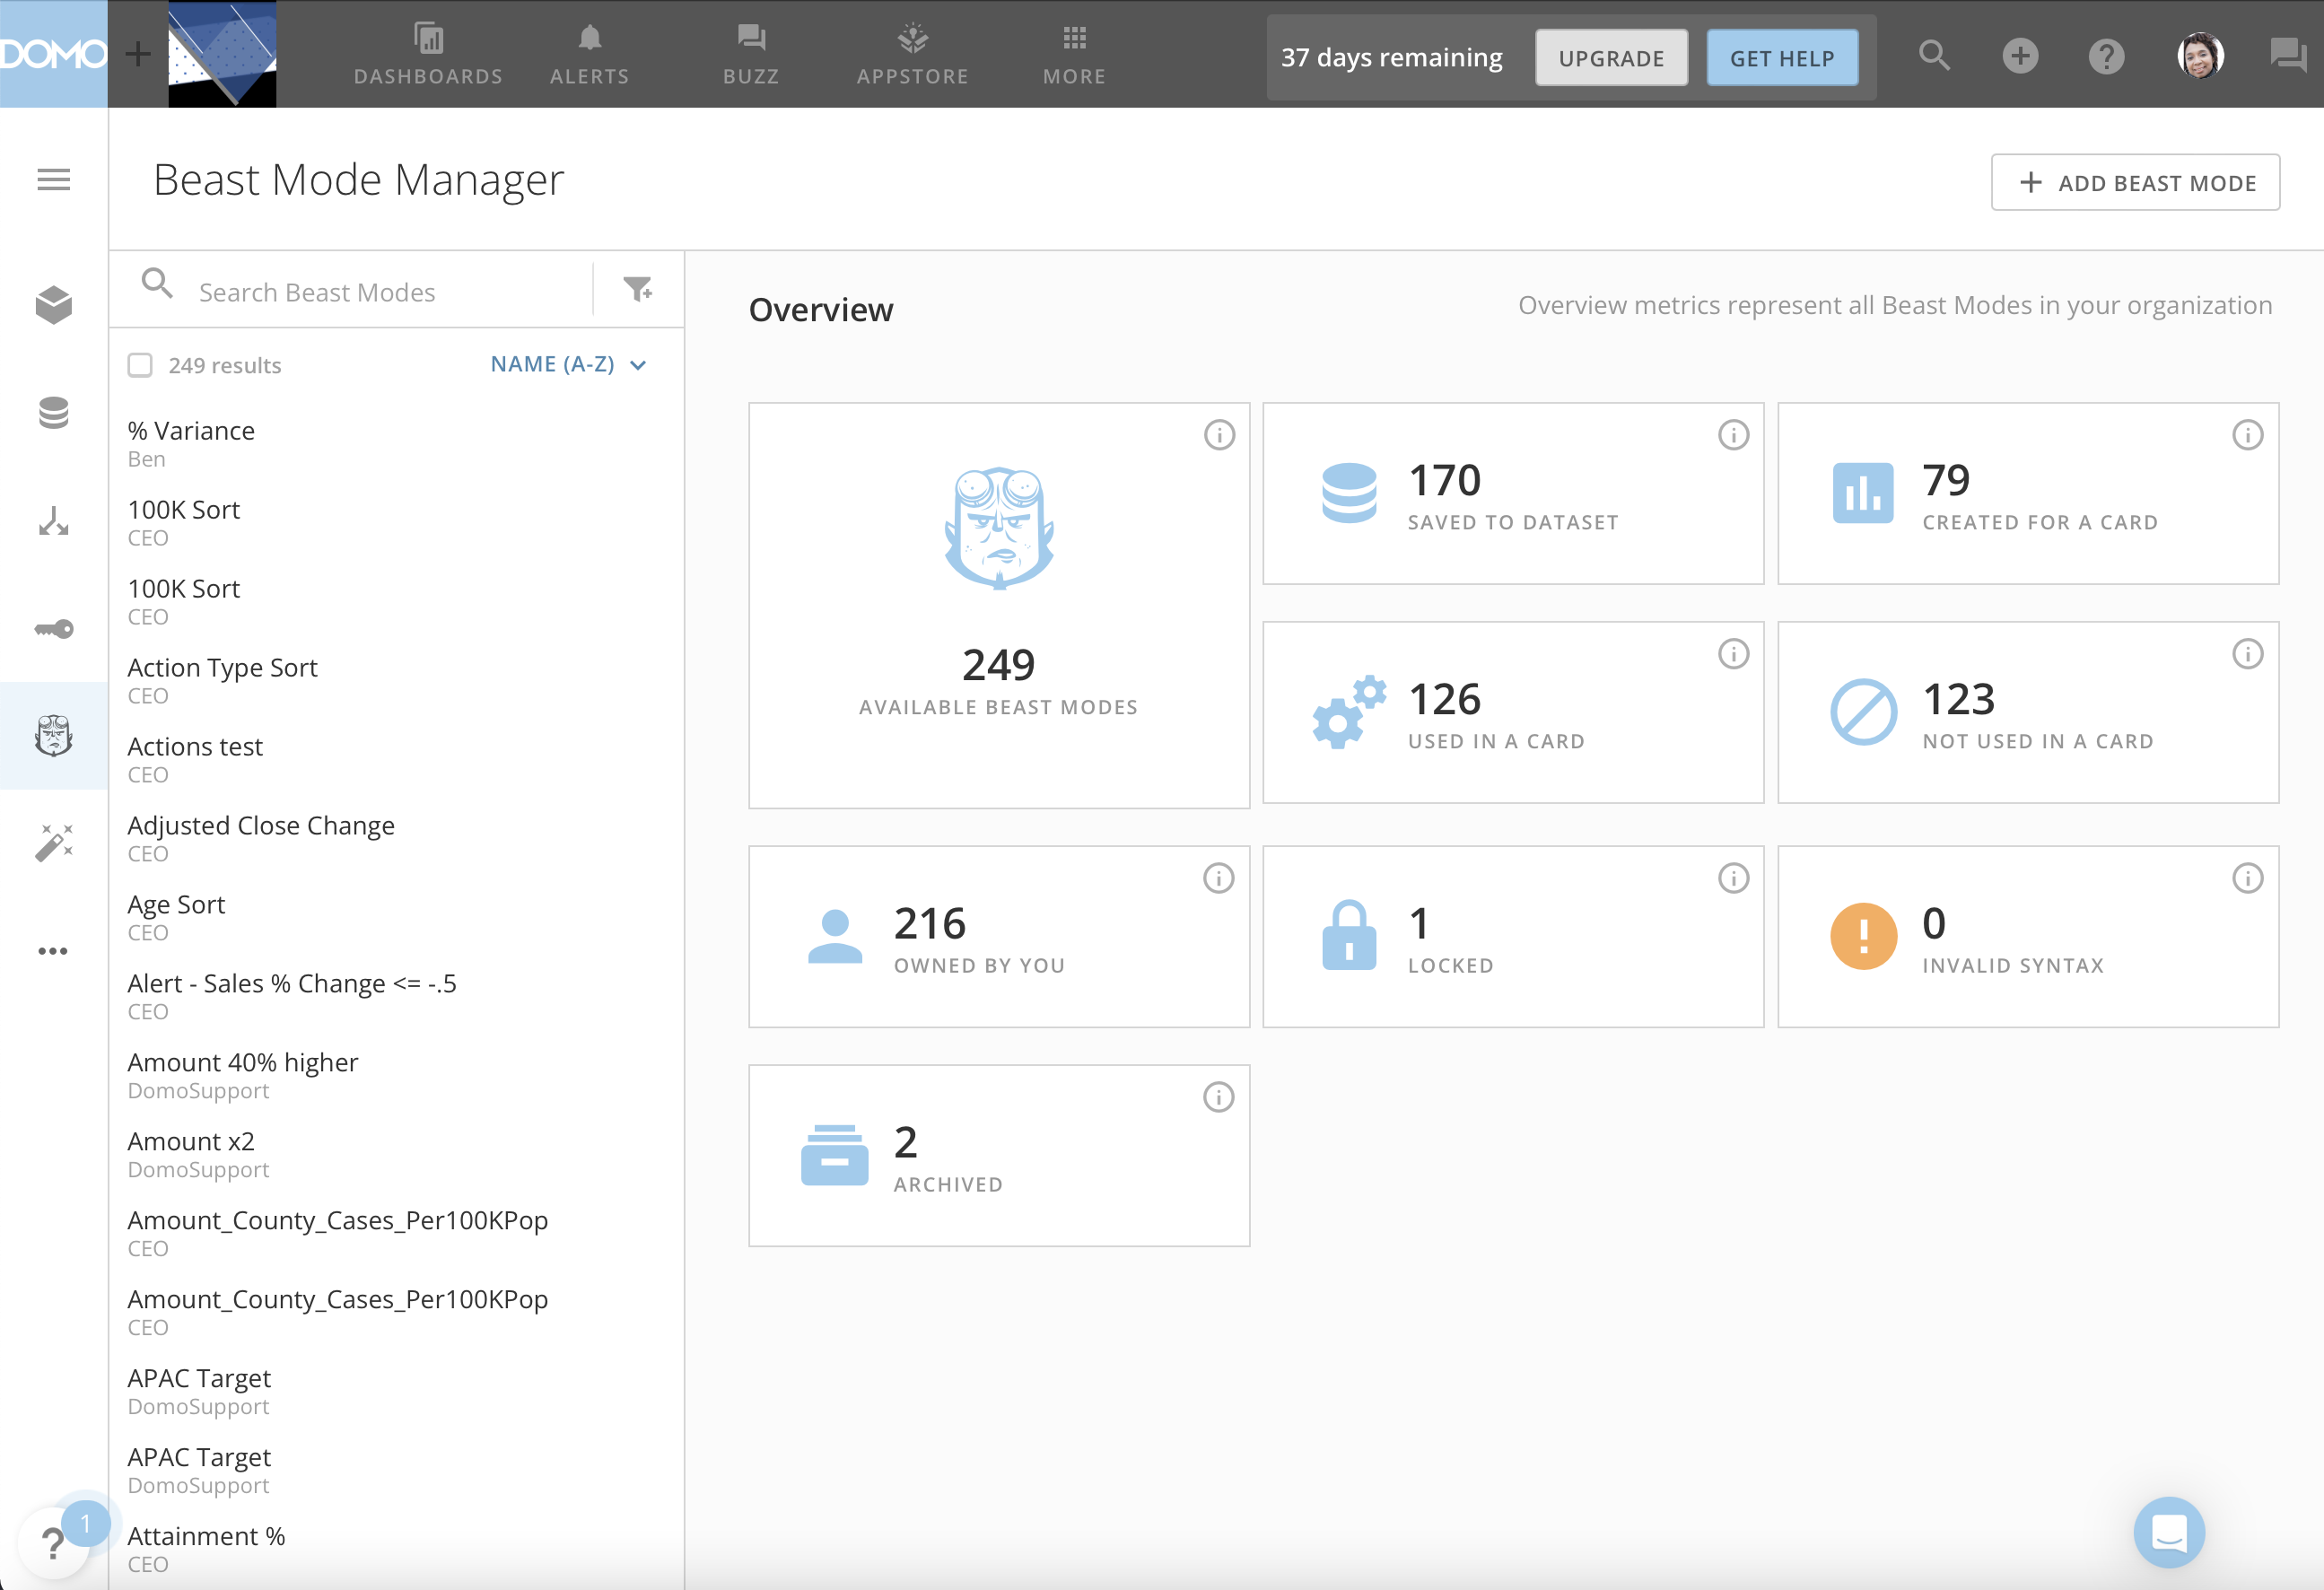 DOMO
DASHBOARDS
ALERTS
BUZZ
APPSTORE
MORE
37 days remaining
UPGRADE
GET HELP
Beast Mode Manager
ADD BEAST MODE
Search Beast Modes
249 results
NAME (A-Z)
% Variance
Ben
100K Sort
CEO
100K Sort
CEO
Action Type Sort
CEO
Actions test
CEO
Adjusted Close Change
CEO
Age Sort
CEO
Alert - Sales % Change <= -.5
CEO
Amount 40% higher
DomoSupport
Amount x2
DomoSupport
Amount_County_Cases_Per100KPop
CEO
Amount_County_Cases_Per100KPop
CEO
APAC Target
DomoSupport
APAC Target
DomoSupport
Attainment %
CEO
1
?
Overview
Overview metrics represent all Beast Modes in your organization
249
AVAILABLE BEAST MODES
170
SAVED TO DATASET
79
CREATED FOR A CARD
126
USED IN A CARD
123
NOT USED IN A CARD
216
OWNED BY YOU
1
LOCKED
0
INVALID SYNTAX
2
ARCHIVED